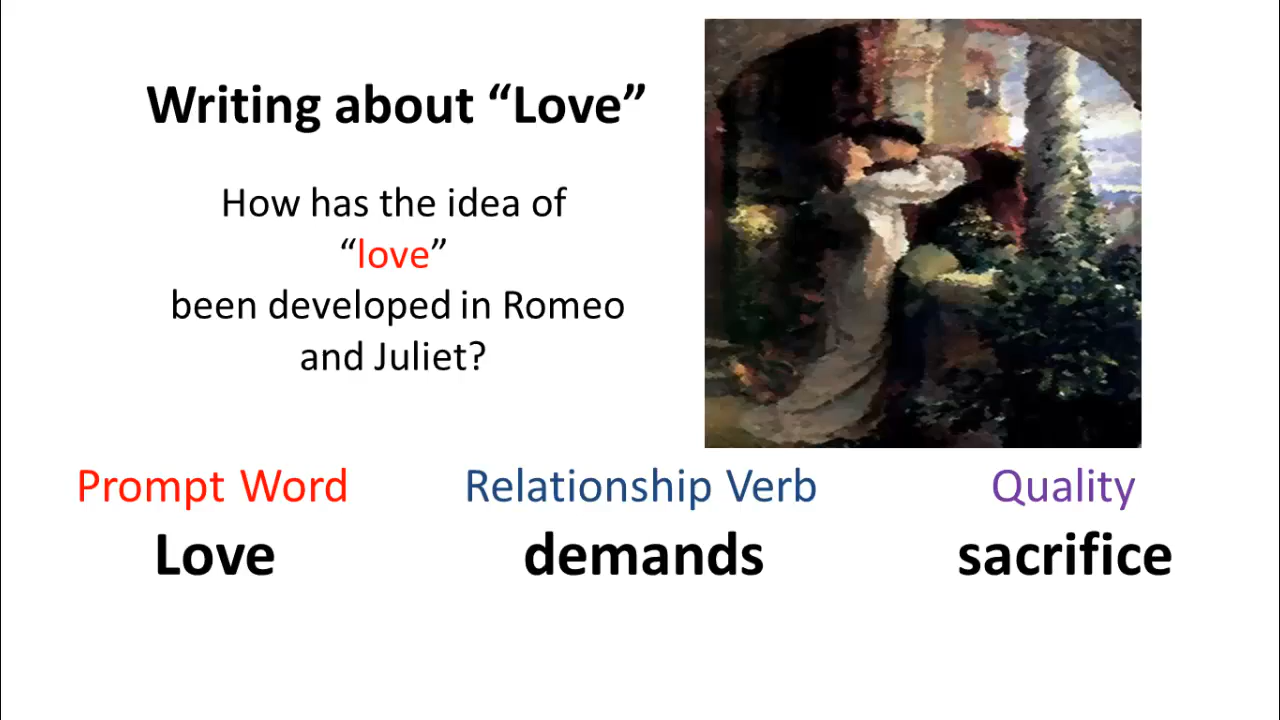 Writing about “Love”
How has the idea of
“love”
been developed in Romeo
and Juliet?
Prompt Word Relationship Verb Quality
Love demands sacrifice